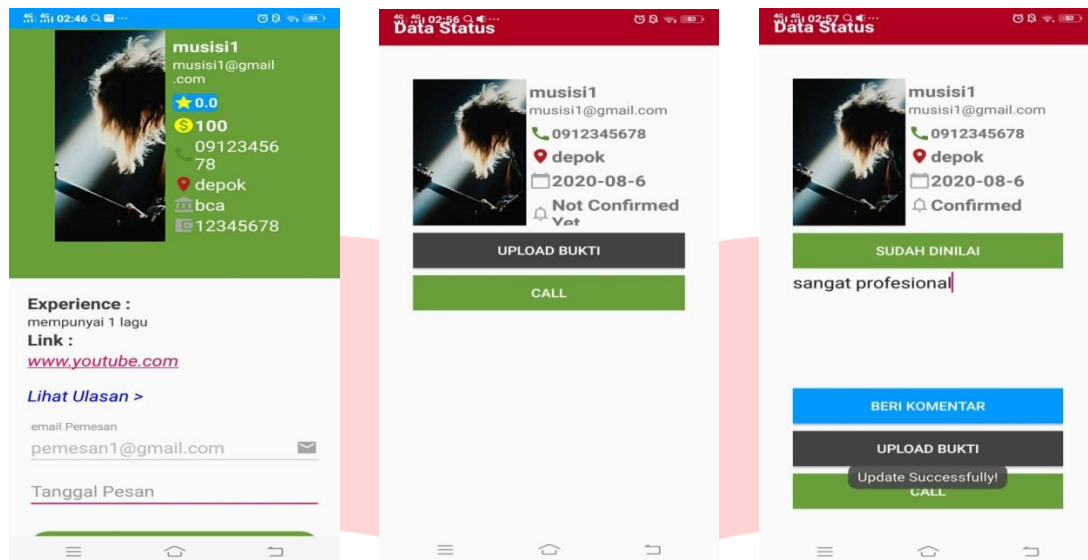 02:46
musisi1
musisi1@gmail
.com
0.0
100
09123456
78
depok
bca
12345678
Experience :
mempunyai 1 lagu
Link :
www.youtube.com
Lihat Ulasan >
email Pemesan
pemesan1@gmail.com
Tanggal Pesan
02:56
Data Status
musisi1
musisi1@gmail.com
0912345678
depok
2020-08-6
Not Confirmed
Yet
UPLOAD BUKTI
CALL
02:57
Data Status
musisi1
musisi1@gmail.com
0912345678
depok
2020-08-6
Confirmed
SUDAH DINILAI
sangat profesional
BERI KOMENTAR
UPLOAD BUKTI
Update Successfully!
CALL